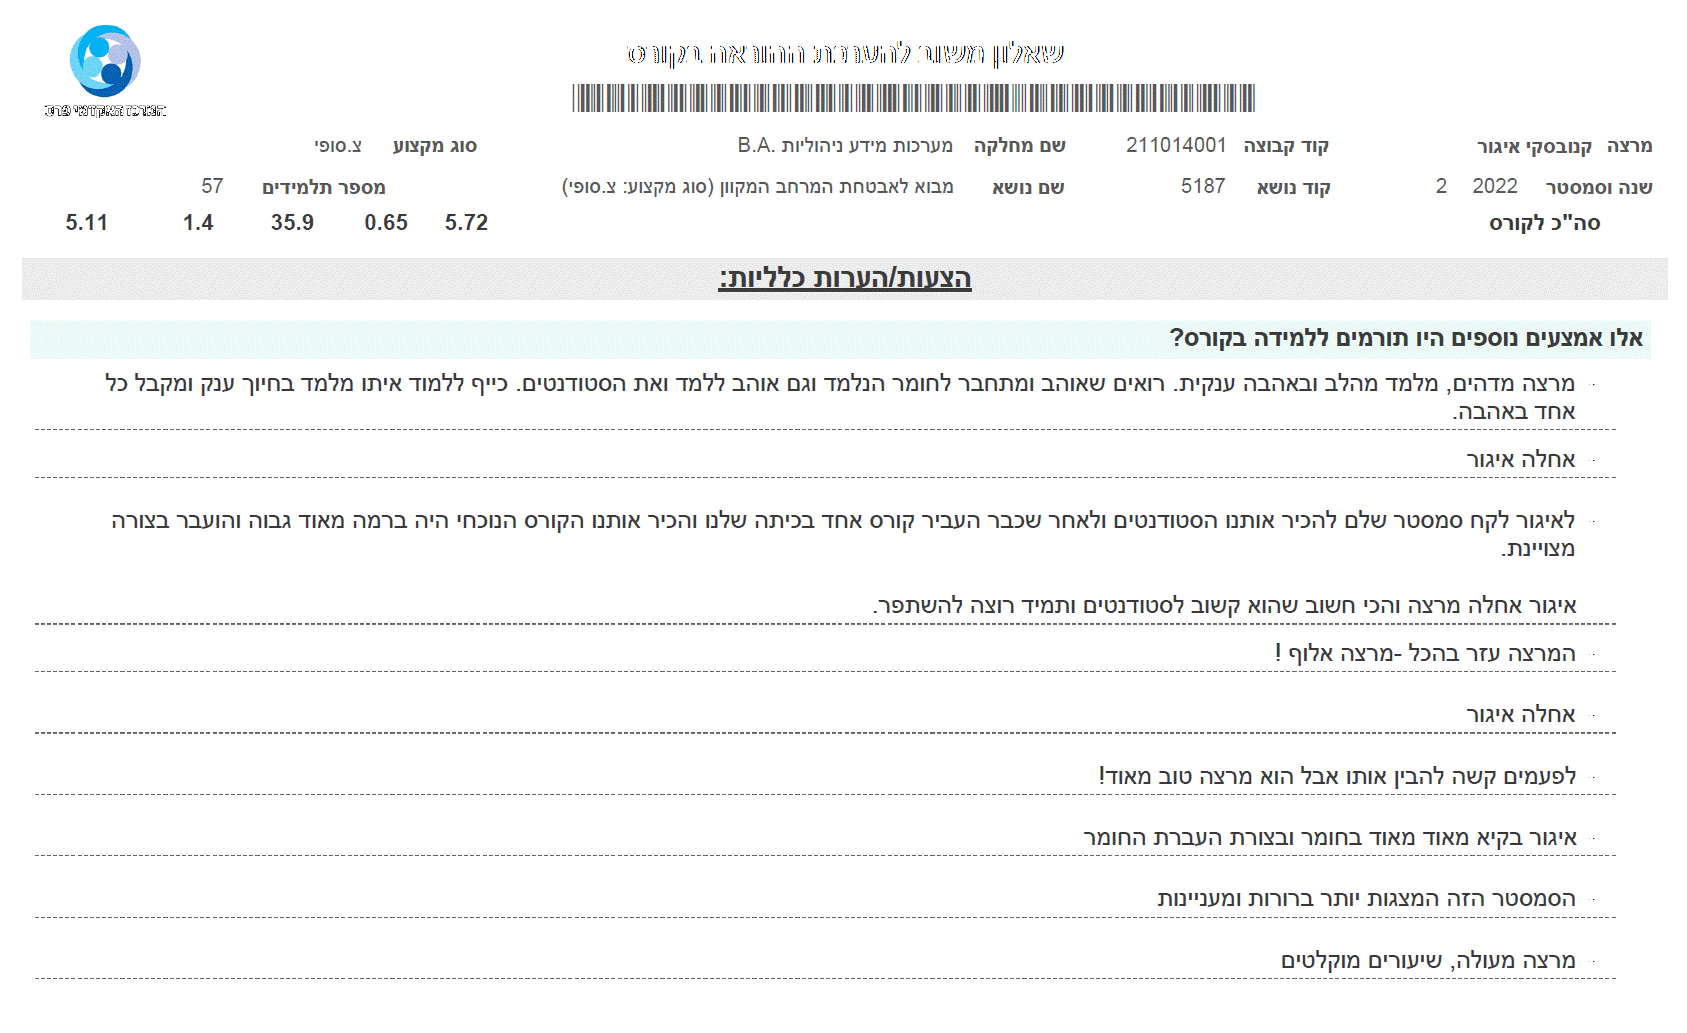 שאלון משוב להערכת ההוראה בקורס
המרכז האקדמי פרס
מרצה קנובסקי איגור קוד קבוצה 211014001 שם מחלקה מערכות מידע ניהוליות B.A. סוג מקצוע צ.סופי
שנה וסמסטר 2022 2 קוד נושא 5187 שם נושא מבוא לאבטחת המרחב המקוון (סוג מקצוע: צ.סופי) מספר תלמידים 57
סה"כ לקורס 5.72 0.65 35.9 1.4 5.11
הצעות/הערות כלליות:
אלו אמצעים נוספים היו תורמים ללמידה בקורס?
מרצה מדהים, מלמד מהלב ובאהבה ענקית. רואים שאוהב ומתחבר לחומר הנלמד וגם אוהב ללמד ואת הסטודנטים. כייף ללמוד איתו מלמד בחיוך ענק ומקבל כל
אחד באהבה.
אחלה איגור
לאיגור לקח סמסטר שלם להכיר אותנו הסטודנטים ולאחר שכבר העביר קורס אחד בכיתה שלנו והכיר אותנו הקורס הנוכחי היה ברמה מאוד גבוה והועבר בצורה
מצויינת.
איגור אחלה מרצה והכי חשוב שהוא קשוב לסטודנטים ותמיד רוצה להשתפר.
המרצה עזר בהכל -מרצה אלוף !
אחלה איגור
לפעמים קשה להבין אותו אבל הוא מרצה טוב מאוד!
איגור בקיא מאוד מאוד בחומר ובצורת העברת החומר
הסמסטר הזה המצגות יותר ברורות ומעניינות
מרצה מעולה, שיעורים מוקלטים